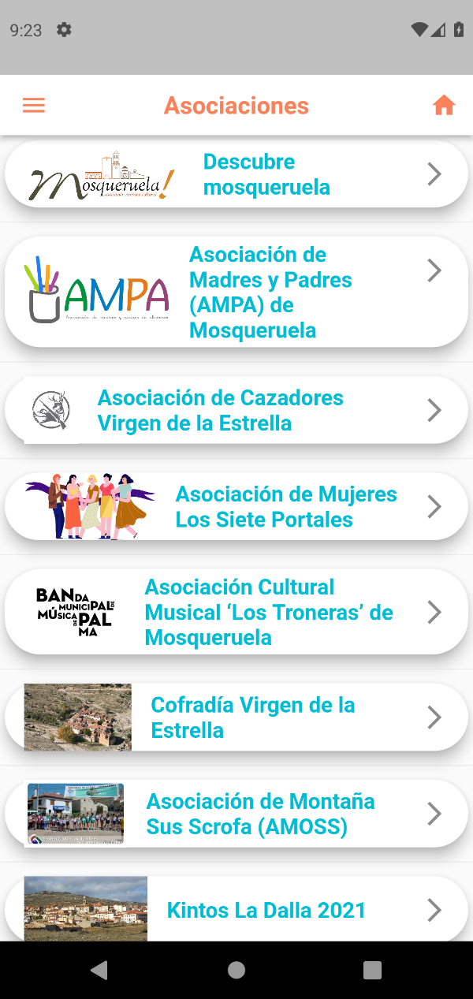 9:23
Asociaciones
Mosqueruela!
Descubre
mosqueruela
AMPA
Asociación de
Madres y Padres
(AMPA) de
Mosqueruela
Asociación de Cazadores
Virgen de la Estrella
Asociación de Mujeres
Los Siete Portales
BANDA
MUNICIPAL DE
MÚSICA
DE PAL
MA
Asociación Cultural
Musical ‘Los Troneras’ de
Mosqueruela
Cofradía Virgen de la
Estrella
Asociación de Montaña
Sus Scrofa (AMOSS)
Kintos La Dalla 2021